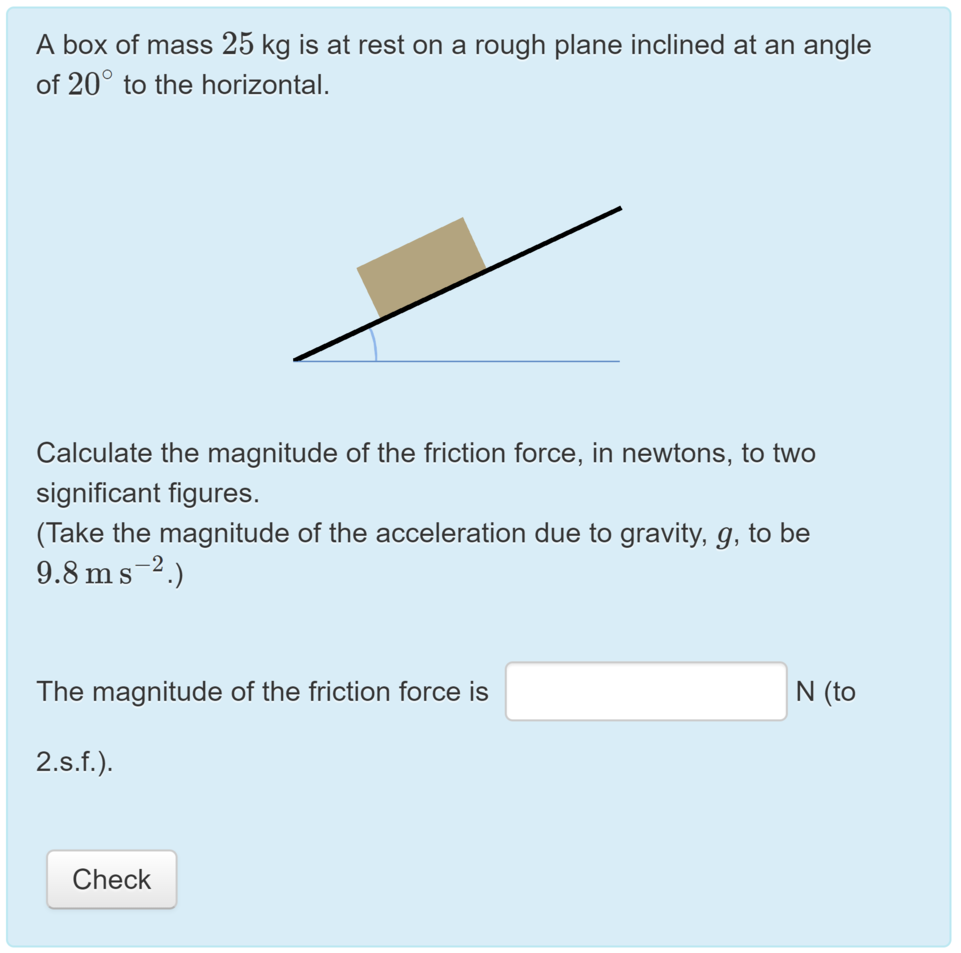 A box of mass 25 kg is at rest on a rough plane inclined at an angle
of 20° to the horizontal.
Calculate the magnitude of the friction force, in newtons, to two
significant figures.
(Take the magnitude of the acceleration due to gravity, g, to be
9.8 m s⁻².)
The magnitude of the friction force is N (to
2.s.f.).
Check